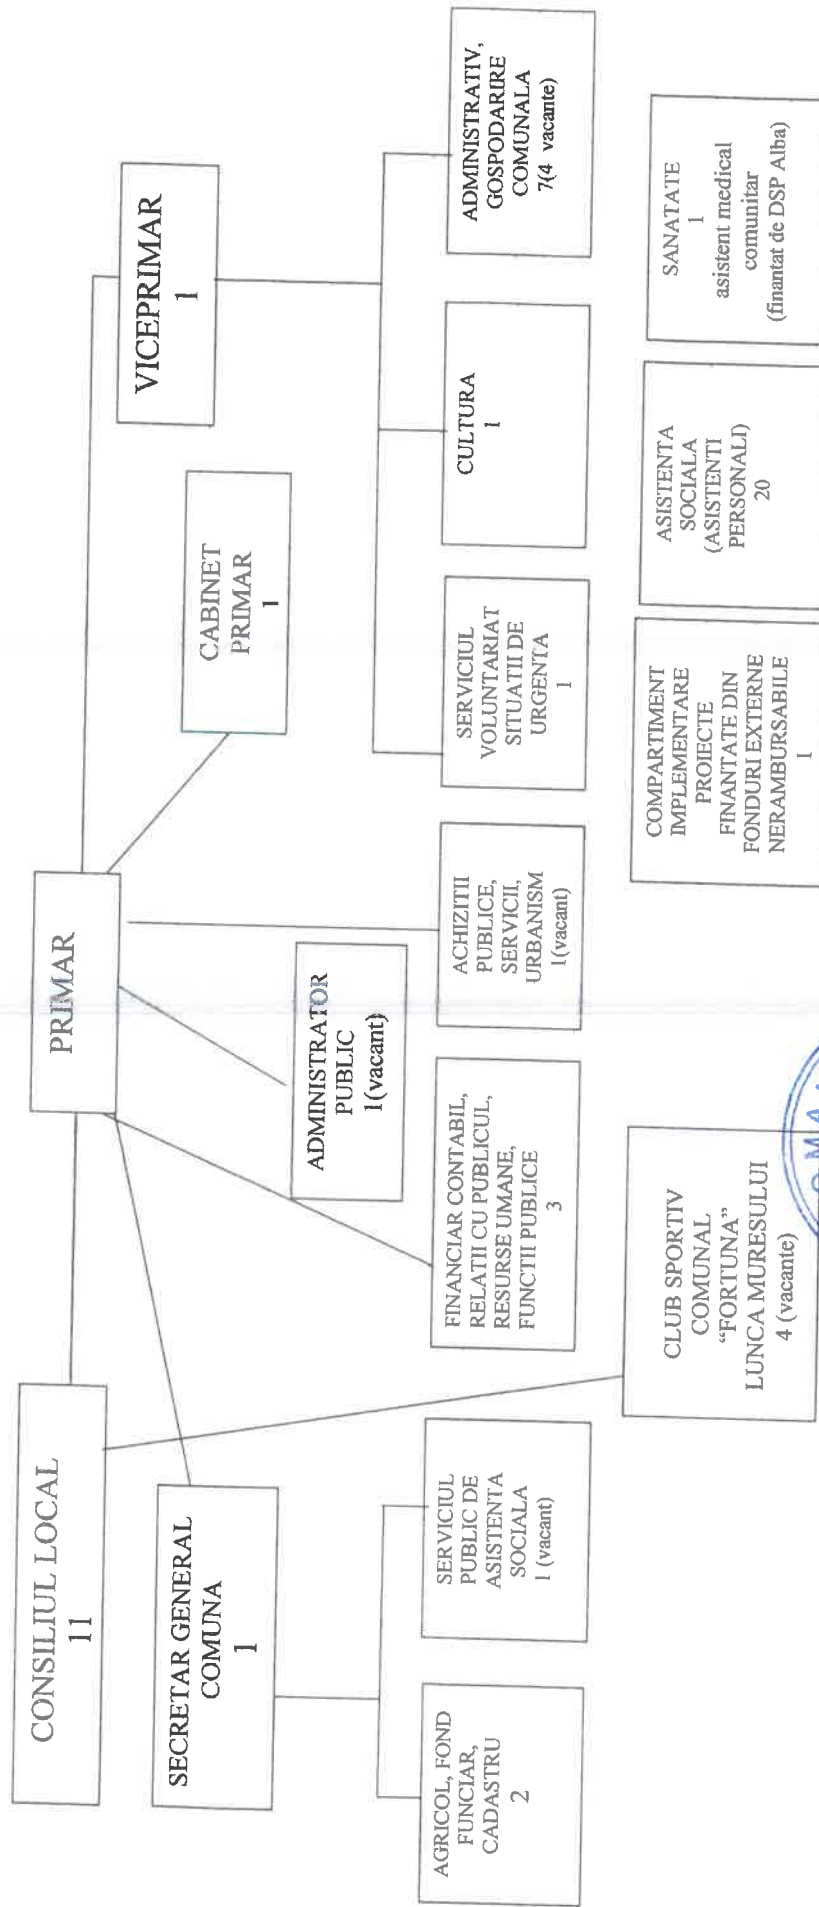 CONSILIUL LOCAL
11
PRIMAR
VICEPRIMAR
1
SECRETAR GENERAL
COMUNA
1
CABINET
PRIMAR
1
ADMINISTRATOR
PUBLIC
1(vacant)
AGRICOL, FOND
FUNCIAR,
CADASTRU
2
SERVICIUL
PUBLIC DE
ASISTENTA
SOCIALA
1 (vacant)
FINANCIAR CONTABIL,
RELATII CU PUBLICUL,
RESURSE UMANE,
FUNCTII PUBLICE
3
ACHIZITII
PUBLICE,
SERVICII,
URBANISM
1(vacant)
SERVICIUL
VOLUNTARIAT
SITUATII DE
URGENTA
1
CULTURA
1
ADMINISTRATIV,
GOSPODARIRE
COMUNALA
7(4 vacante)
CLUB SPORTIV
COMUNAL
“FORTUNA”
LUNCA MURESULUI
4 (vacante)
COMPARTIMENT
IMPLEMENTARE
PROIECTE
FINANTATE DIN
FONDURI EXTERNE
NERAMBURSABILE
1
ASISTENTA
SOCIALA
(ASISTENTI
PERSONALI)
20
SANATATE
1
asistent medical
comunitar
(finantat de DSP Alba)